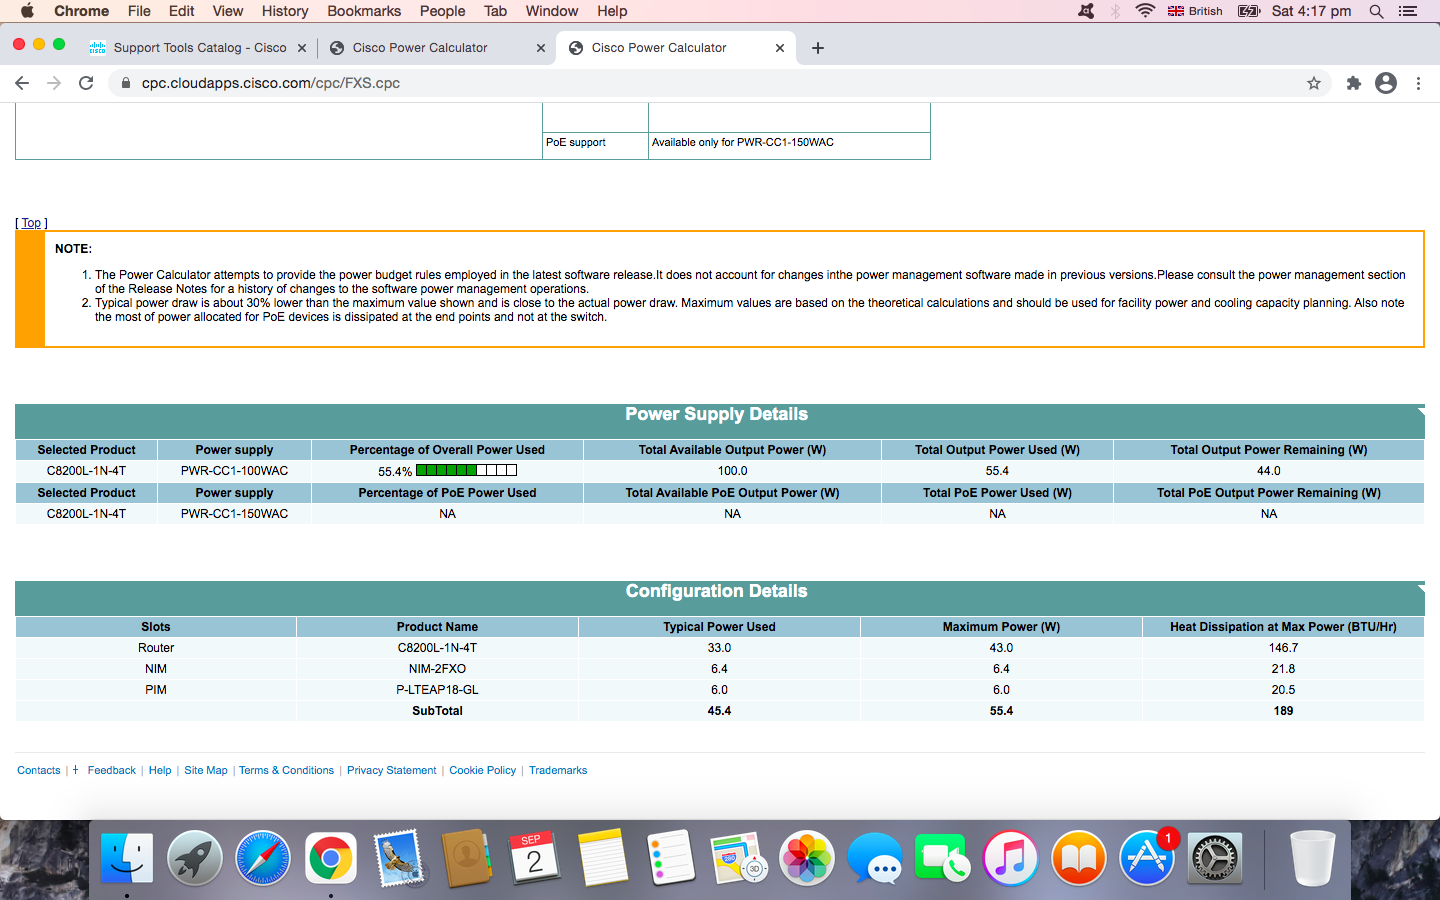 Chrome File Edit View History Bookmarks People Tab Window Help British Sat 4:17 pm
Support Tools Catalog - Cisco Cisco Power Calculator Cisco Power Calculator
cpc.cloudapps.cisco.com/cpc/FXS.cpc
PoE support Available only for PWR-CC1-150WAC
[ Top ]
NOTE:
1. The Power Calculator attempts to provide the power budget rules employed in the latest software release.It does not account for changes inthe power management software made in previous versions.Please consult the power management section
of the Release Notes for a history of changes to the software power management operations.
2. Typical power draw is about 30% lower than the maximum value shown and is close to the actual power draw. Maximum values are based on the theoretical calculations and should be used for facility power and cooling capacity planning. Also note
the most of power allocated for PoE devices is dissipated at the end points and not at the switch.
Power Supply Details
Selected Product Power supply Percentage of Overall Power Used Total Available Output Power (W) Total Output Power Used (W) Total Output Power Remaining (W)
C8200L-1N-4T PWR-CC1-100WAC 55.4% 100.0 55.4 44.0
Selected Product Power supply Percentage of PoE Power Used Total Available PoE Output Power (W) Total PoE Power Used (W) Total PoE Output Power Remaining (W)
C8200L-1N-4T PWR-CC1-150WAC NA NA NA NA
Configuration Details
Slots Product Name Typical Power Used Maximum Power (W) Heat Dissipation at Max Power (BTU/Hr)
Router C8200L-1N-4T 33.0 43.0 146.7
NIM NIM-2FXO 6.4 6.4 21.8
PIM P-LTEAP18-GL 6.0 6.0 20.5
SubTotal 45.4 55.4 189
Contacts | Feedback | Help | Site Map | Terms & Conditions | Privacy Statement | Cookie Policy | Trademarks
SEP
2
3D
1